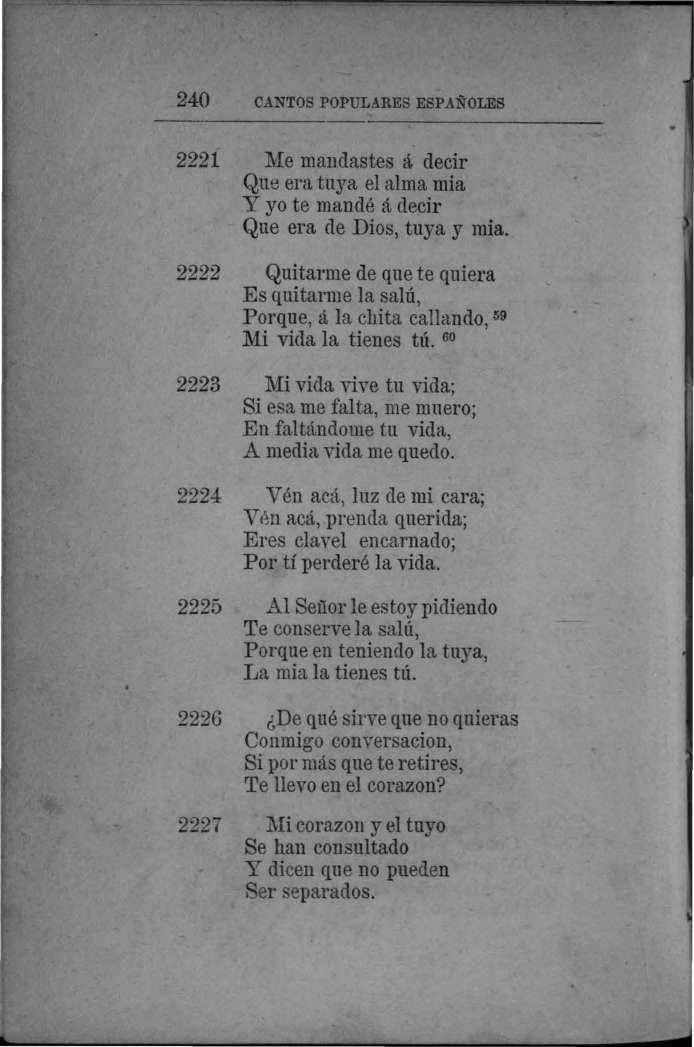 240 CANTOS POPULARES ESPAÑOLES
2221 Me mandastes á decir
Que era tuya el alma mia
Y yo te mandé á decir
Que era de Dios, tuya y mia.
2222 Quitarme de que te quiera
Es quitarme la salú,
Porque, á la chita callando, 59
Mi vida la tienes tú. 60
2223 Mi vida vive tu vida;
Si esa me falta, me muero;
En faltándome tu vida,
A media vida me quedo.
2224 Vén acá, luz de mi cara;
Vén acá, prenda querida;
Eres clavel encarnado;
Por tí perderé la vida.
2225 Al Señor le estoy pidiendo
Te conserve la salú,
Porque en teniendo la tuya,
La mia la tienes tú.
2226 ¿De qué sirve que no quieras
Conmigo conversacion,
Si por más que te retires,
Te llevo en el corazon?
2227 Mi corazon y el tuyo
Se han consultado
Y dicen que no pueden
Ser separados.